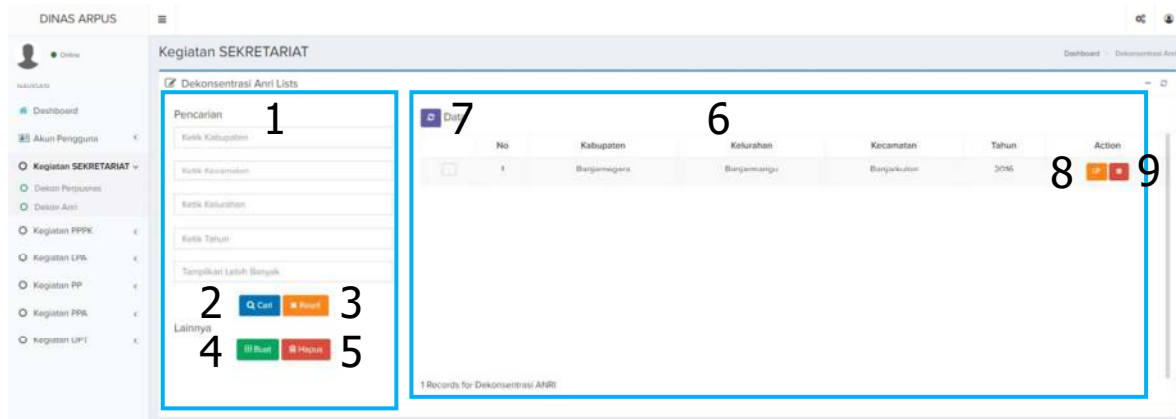 DINAS ARPUS
Online
Kegiatan SEKRETARIAT
Dashboard > Dekonsentrasi Anri
NAVIGASI
Dekonsentrasi Anri Lists
Dashboard
Akun Pengguna
Kegiatan SEKRETARIAT
Dekon Perpusnas
Dekon Anri
Kegiatan PPPK
Kegiatan LPA
Kegiatan PP
Kegiatan PPA
Kegiatan UPT
Pencarian
1
Ketik Kabupaten
Ketik Kecamatan
Ketik Kelurahan
Ketik Tahun
Tampilkan Lebih Banyak
2 Cari Reset 3
Lainnya
4 Buat Hapus 5
Data
7 6
No Kabupaten Kelurahan Kecamatan Tahun Action
1 Banjarnegara Banjarmangu Banjarkulon 2016
8 9
1 Records for Dekonsentrasi ANRI